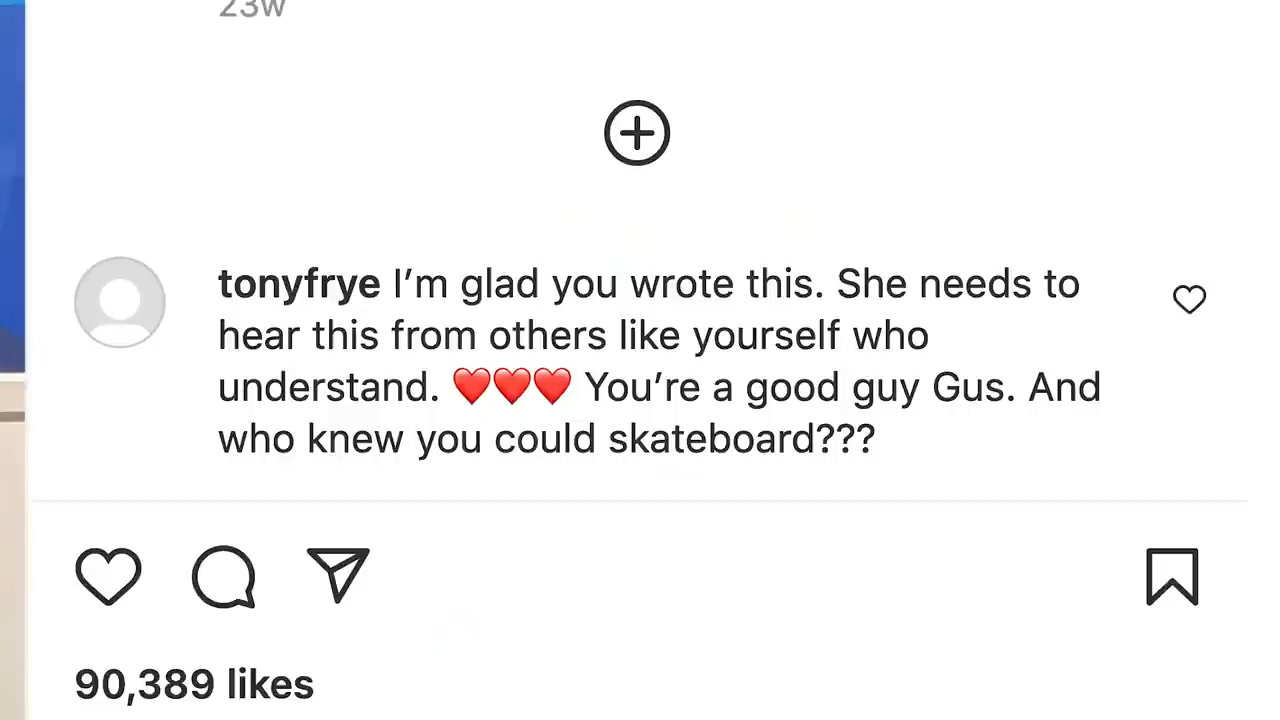 23w
tonyfrye I’m glad you wrote this. She needs to
hear this from others like yourself who
understand. ❤️❤️❤️ You’re a good guy Gus. And
who knew you could skateboard???
90,389 likes